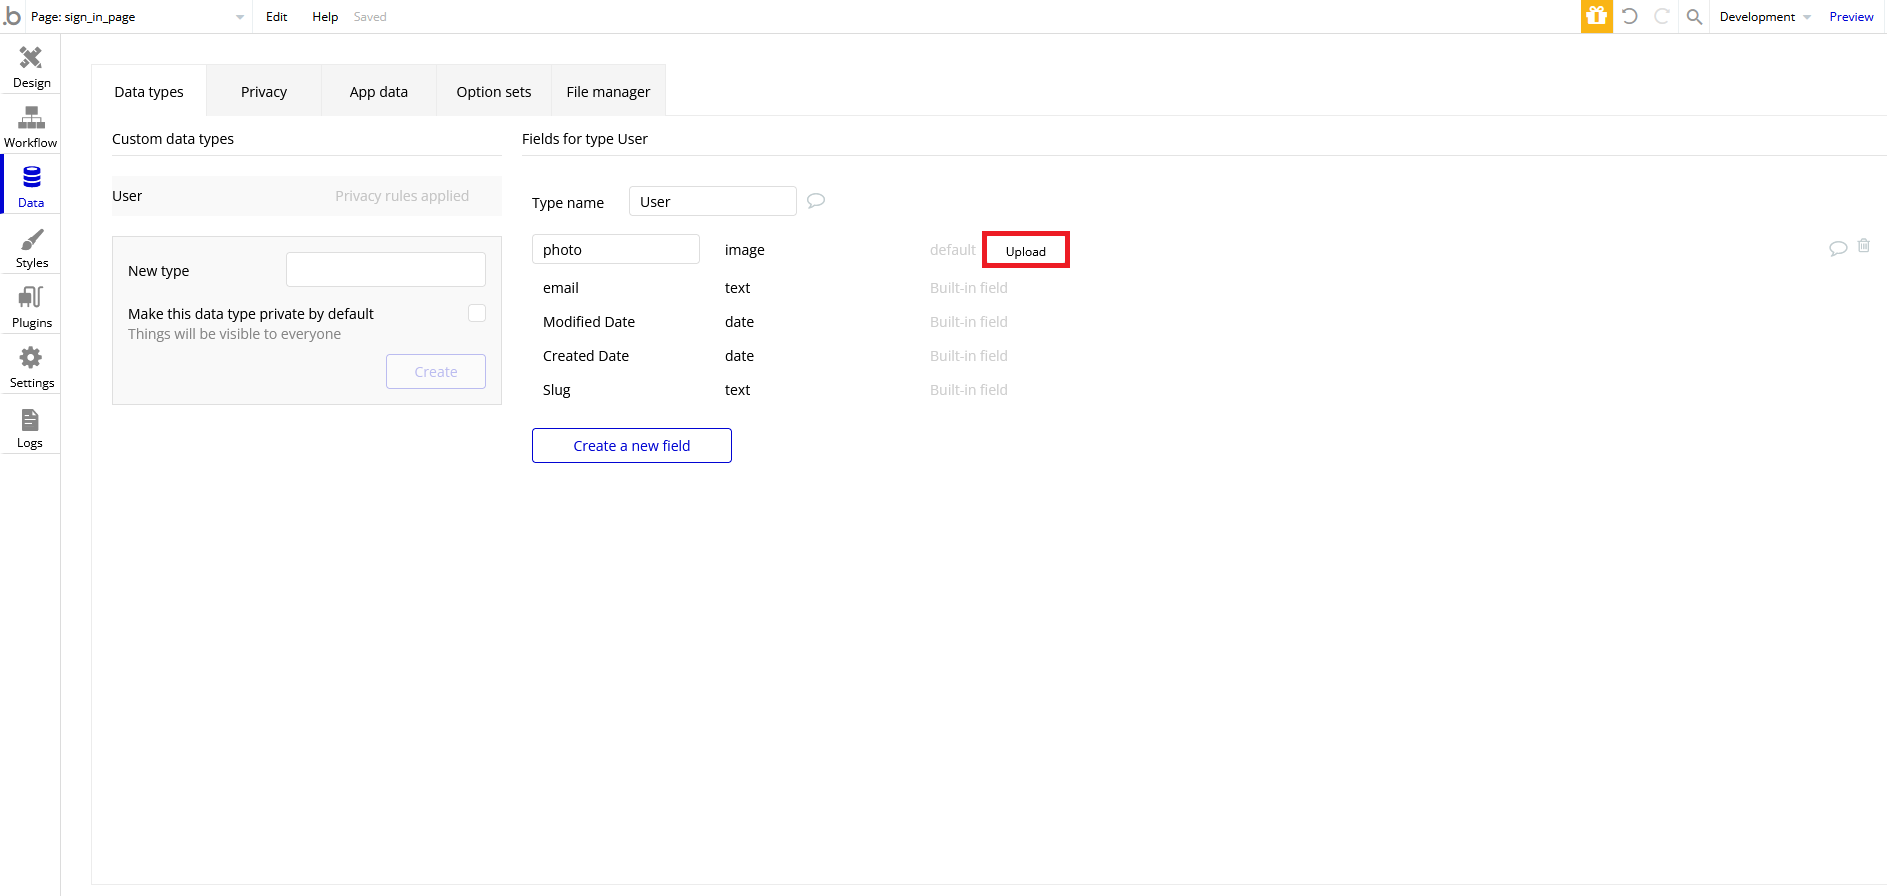 .b Page: sign_in_page Edit Help Saved Development Preview
Design
Workflow
Data
Styles
Plugins
Settings
Logs
Data types Privacy App data Option sets File manager
Custom data types
User Privacy rules applied
New type
Make this data type private by default
Things will be visible to everyone
Create
Fields for type User
Type name User
photo image default Upload
email text Built-in field
Modified Date date Built-in field
Created Date date Built-in field
Slug text Built-in field
Create a new field